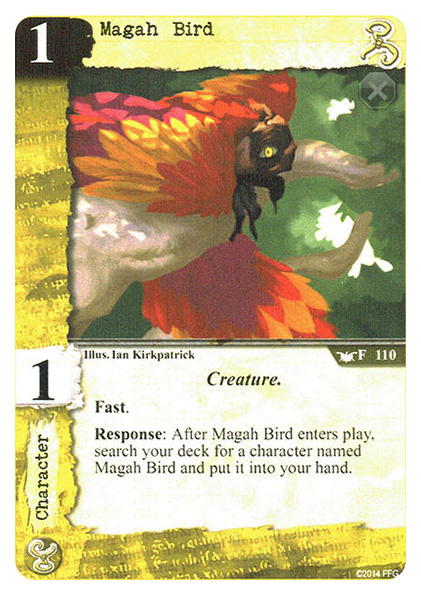 1
Magah Bird
Illus. Ian Kirkpatrick
F 110
1
Creature.
Fast.
Response: After Magah Bird enters play,
search your deck for a character named
Magah Bird and put it into your hand.
Character
©2014 FFG